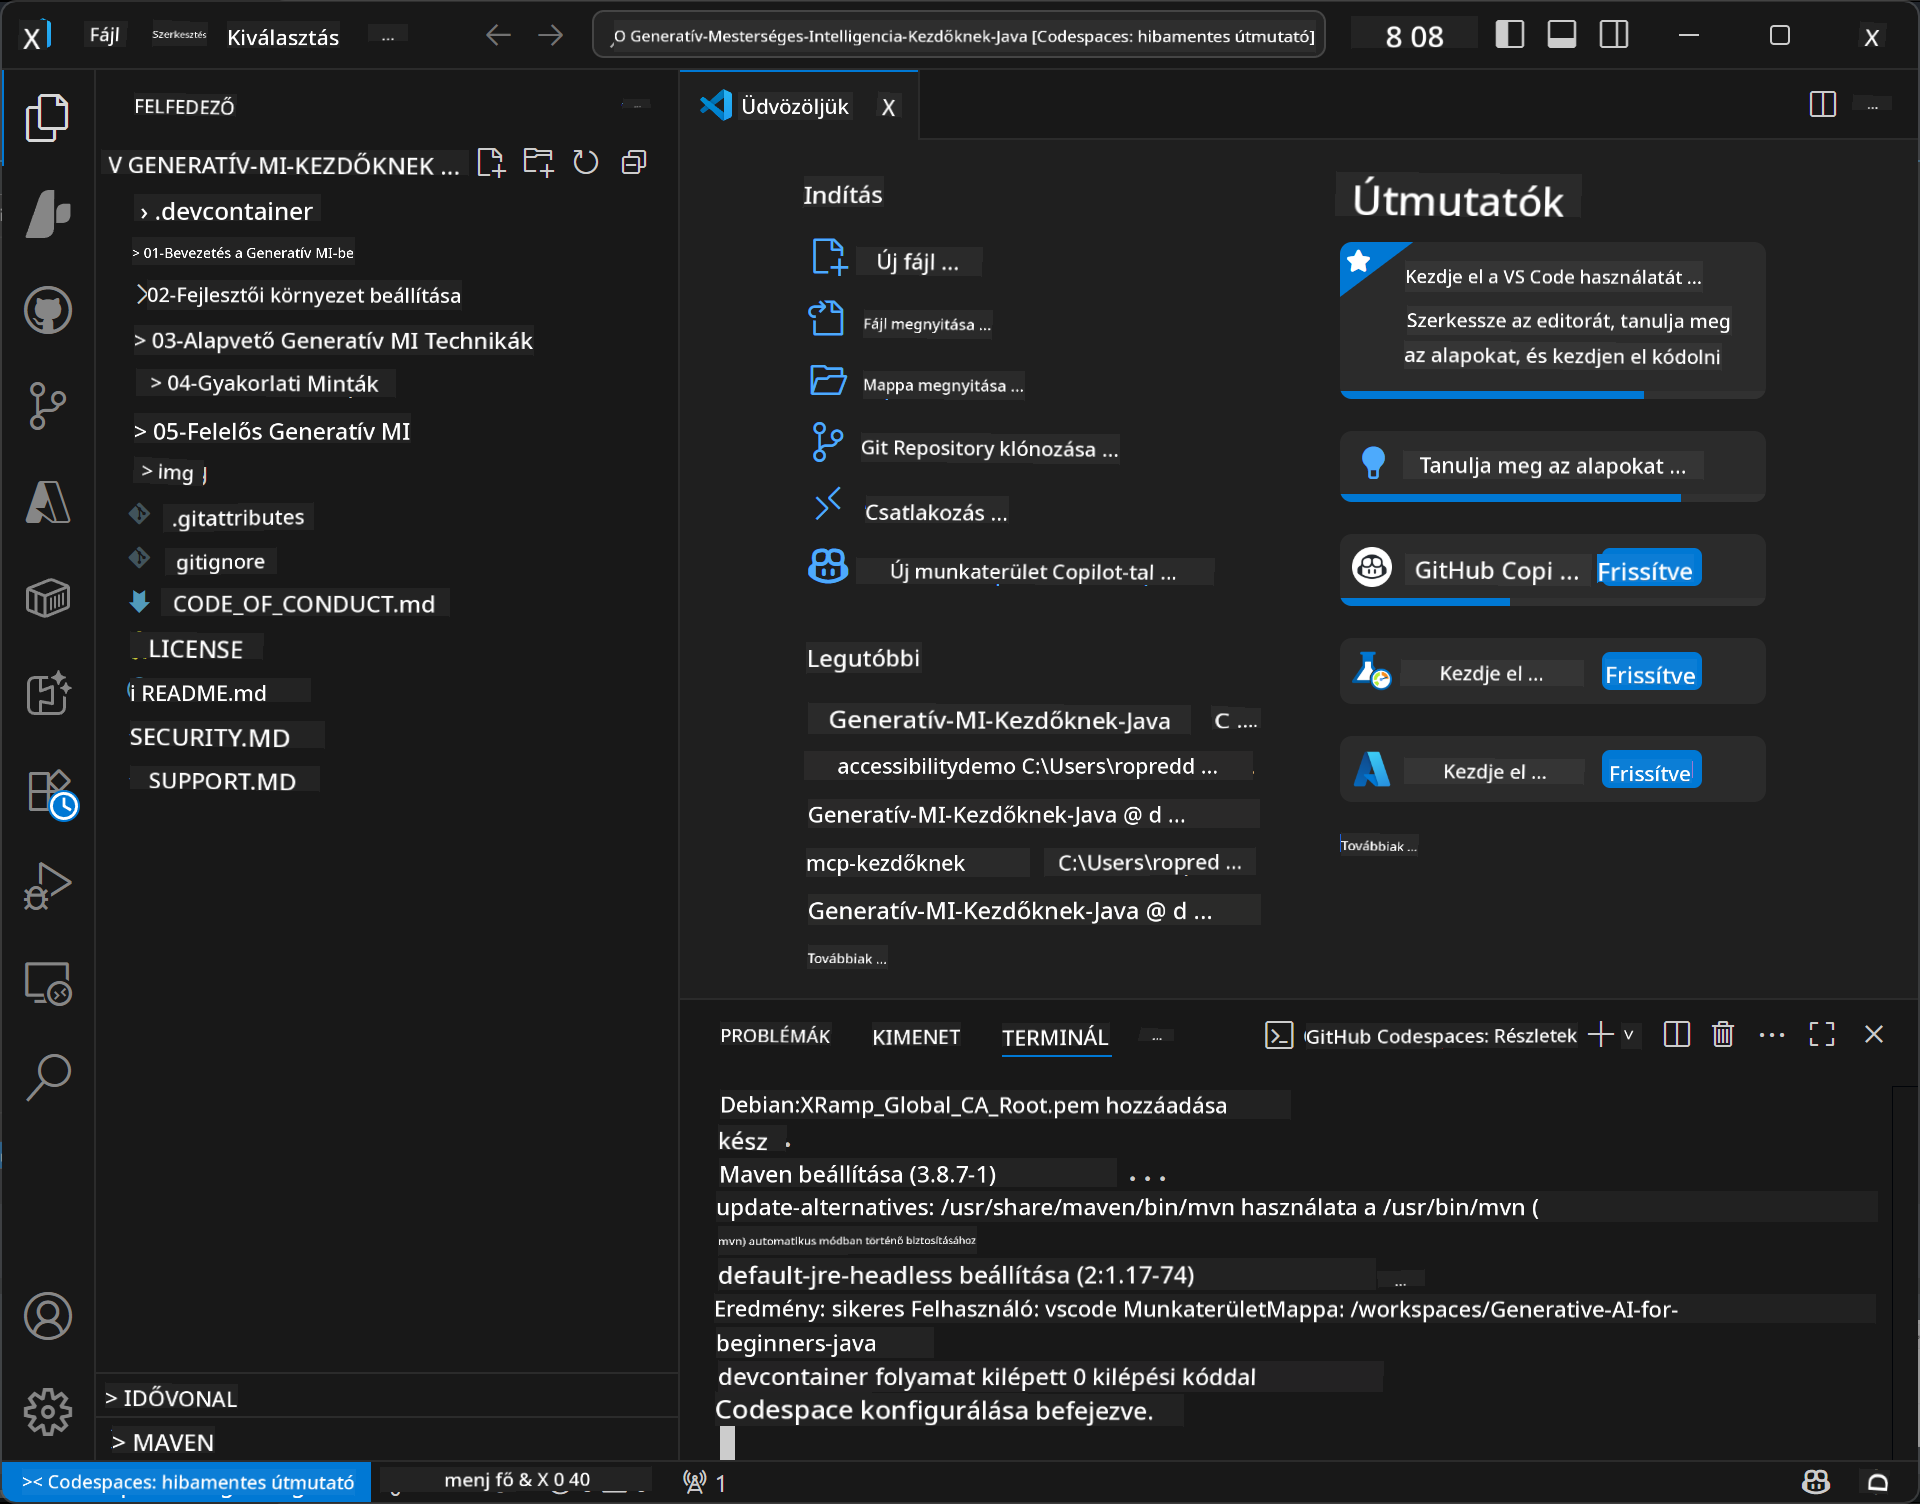 Fájl Szerkesztés Kiválasztás ...
Generatív-Mesterséges-Intelligencia-Kezdőknek-Java [Codespaces: hibamentes útmutató]
8 08
X
FELFEDEZŐ
Üdvözöljük X
V GENERATÍV-MI-KEZDŐKNEK ...
› .devcontainer
> 01-Bevezetés a Generatív MI-be
02-Fejlesztői környezet beállítása
> 03-Alapvető Generatív MI Technikák
> 04-Gyakorlati Minták
> 05-Felelős Generatív MI
> img
.gitattributes
gitignore
CODE_OF_CONDUCT.md
LICENSE
i README.md
SECURITY.MD
SUPPORT.MD
> IDŐVONAL
> MAVEN
Indítás
Új fájl ...
Fájl megnyitása ...
Mappa megnyitása ...
Git Repository klónozása ...
Csatlakozás ...
Új munkaterület Copilot-tal ...
Legutóbbi
Generatív-MI-Kezdőknek-Java C ....
accessibilitydemo C:\Users\ropredd ...
Generatív-MI-Kezdőknek-Java @ d ...
mcp-kezdőknek C:\Users\ropred ...
Generatív-MI-Kezdőknek-Java @ d ...
Továbbiak ...
Útmutatók
Kezdje el a VS Code használatát ...
Szerkessze az editorát, tanulja meg
az alapokat, és kezdjen el kódolni
Tanulja meg az alapokat ...
GitHub Copi ... Frissítve
Kezdje el ... Frissítve
Kezdje el ... Frissítve
Továbbiak ...
PROBLÉMÁK KIMENET TERMINÁL ...
GitHub Codespaces: Részletek
Debian:XRamp_Global_CA_Root.pem hozzáadása
kész .
Maven beállítása (3.8.7-1) ...
update-alternatives: /usr/share/maven/bin/mvn használata a /usr/bin/mvn (
mvn) automatikus módban történő biztosításához
default-jre-headless beállítása (2:1.17-74) ...
Eredmény: sikeres Felhasználó: vscode MunkaterületMappa: /workspaces/Generative-AI-for-
beginners-java
devcontainer folyamat kilépett 0 kilépési kóddal
Codespace konfigurálása befejezve.
>< Codespaces: hibamentes útmutató
menj fő & X 0 40
1